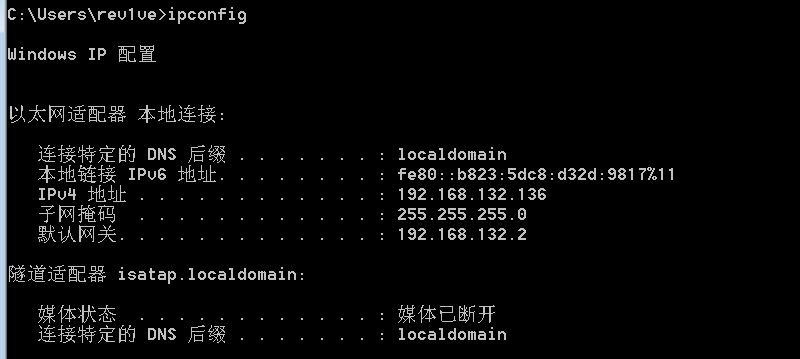 C:\Users\rev1ve>ipconfig
Windows IP 配置
以太网适配器 本地连接:
连接特定的 DNS 后缀 . . . . . . . : localdomain
本地链接 IPv6 地址. . . . . . . . : fe80::b823:5dc8:d32d:9817%11
IPv4 地址 . . . . . . . . . . . . : 192.168.132.136
子网掩码 . . . . . . . . . . . . : 255.255.255.0
默认网关. . . . . . . . . . . . . : 192.168.132.2
隧道适配器 isatap.localdomain:
媒体状态 . . . . . . . . . . . . : 媒体已断开
连接特定的 DNS 后缀 . . . . . . . : localdomain